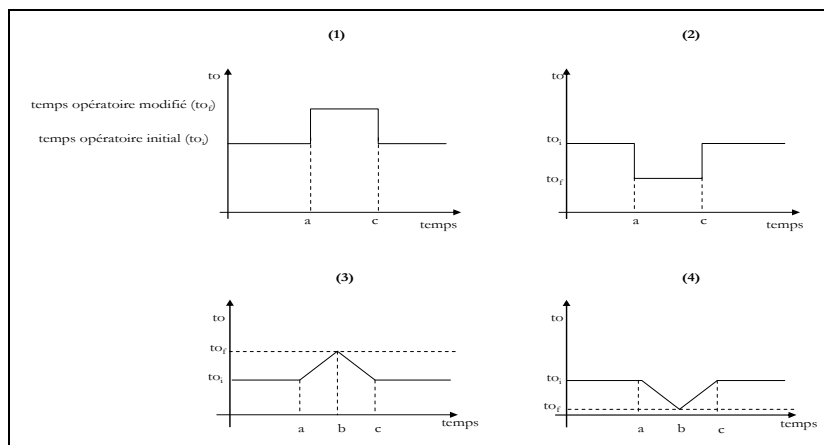 (1)
(2)
to
to
temps opératoire modifié (to_f)
temps opératoire initial (to_i)
to_i
to_f
a
c
temps
a
c
temps
(3)
(4)
to
to
to_f
to_i
to_i
to_f
a
b
c
temps
a
b
c
temps